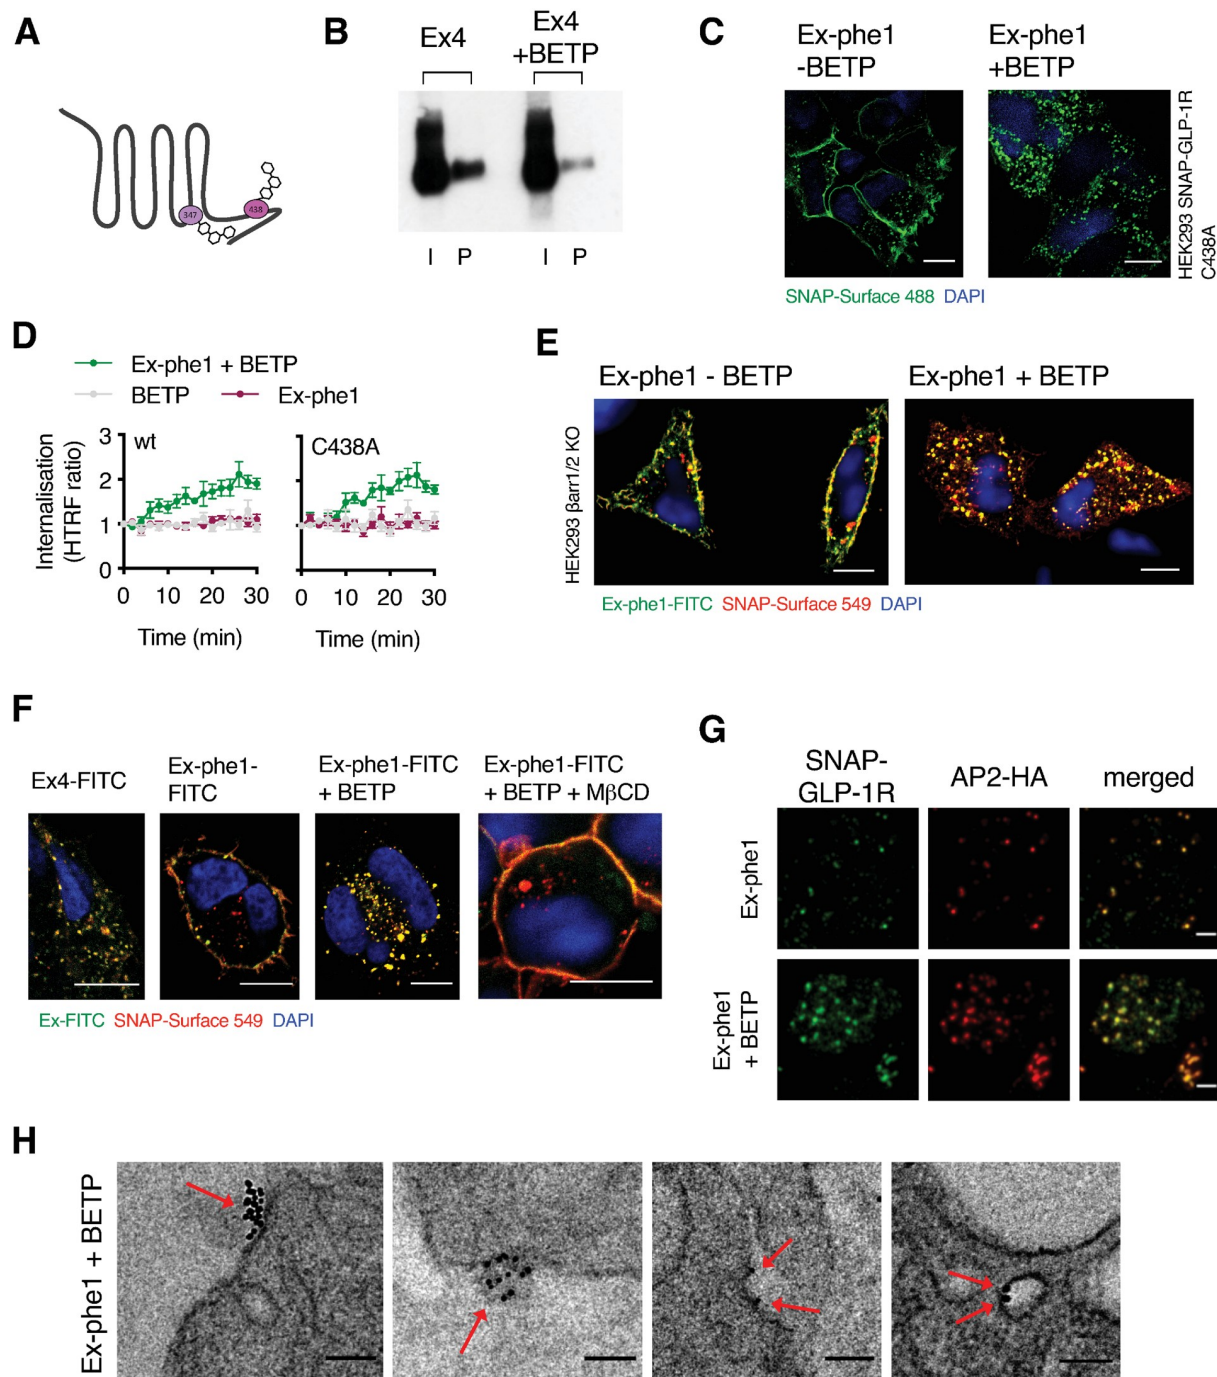 A
347
438
B
Ex4
Ex4
+BETP
I P I P
C
Ex-phe1
-BETP
Ex-phe1
+BETP
HEK293 SNAP-GLP-1R
C438A
SNAP-Surface 488 DAPI
D
Ex-phe1 + BETP
BETP Ex-phe1
Internalisation
(HTRF ratio)
3
2
1
0
wt
C438A
0 10 20 30
0 10 20 30
Time (min)
Time (min)
E
Ex-phe1 - BETP
Ex-phe1 + BETP
HEK293 βarr1/2 KO
Ex-phe1-FITC SNAP-Surface 549 DAPI
F
Ex4-FITC
Ex-phe1-
FITC
Ex-phe1-FITC
+ BETP
Ex-phe1-FITC
+ BETP + MβCD
Ex-FITC SNAP-Surface 549 DAPI
G
SNAP-
GLP-1R
AP2-HA
merged
Ex-phe1
Ex-phe1
+ BETP
H
Ex-phe1 + BETP